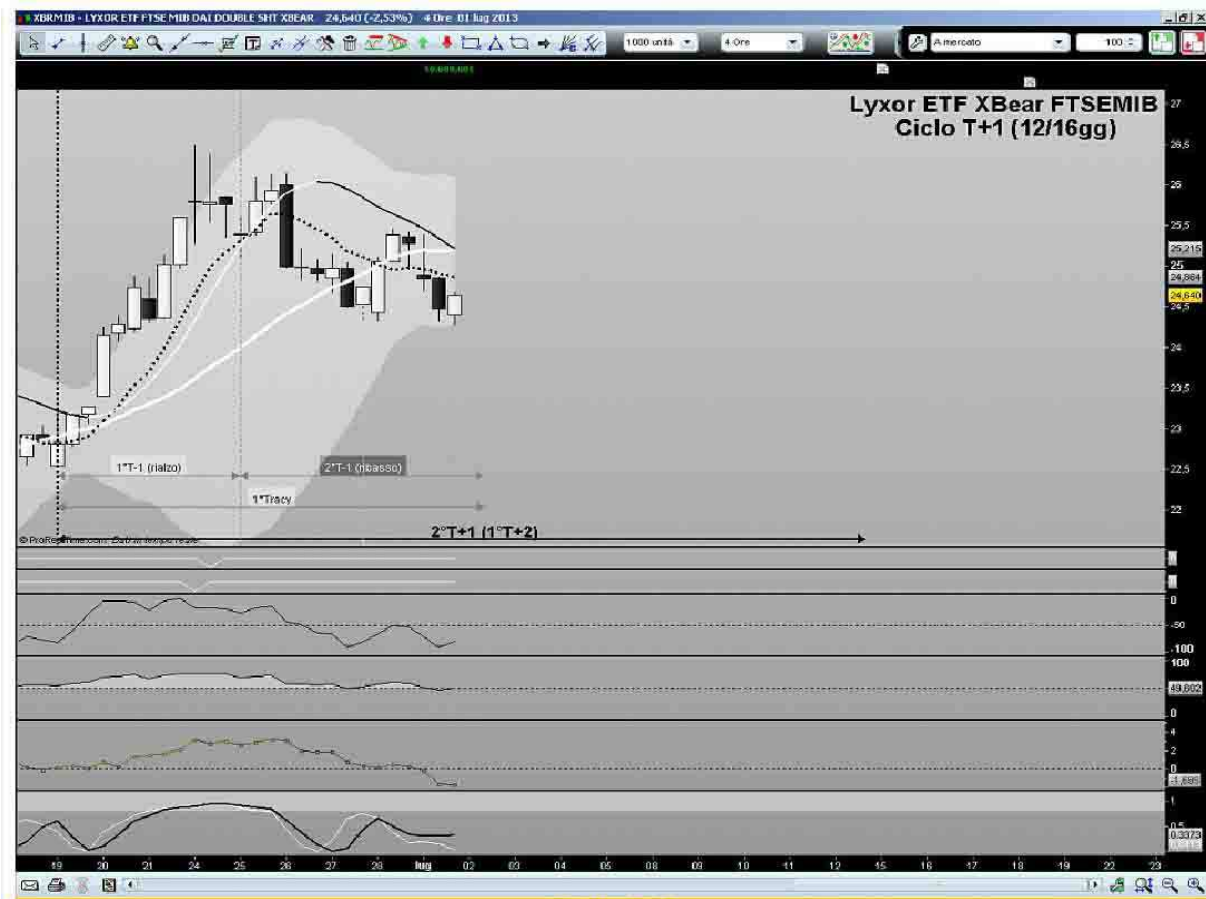 XBRMIB - LYXOR ETF FTSE MIB DAI DOUBLE SHT XBEAR 24,640 (-2,53%) 4 Ore 01 lug 2013
1000 unità
4 Ore
A mercato
100
Lyxor ETF XBear FTSEMIB
Ciclo T+1 (12/16gg)
27
26,5
26
25,5
25,215
25
24,864
24,640
24,5
24
23,5
23
22,5
22
1°T-1 (rialzo)
2°T-1 (ribasso)
1°Tracy
2°T+1 (1°T+2)
0
-50
-100
100
49,802
0
4
2
0
-1,695
1
0,5
0,3373
19 20 21 24 25 26 27 28 lug 02 03 04 05 08 09 10 11 12 15 16 17 18 19 22 23